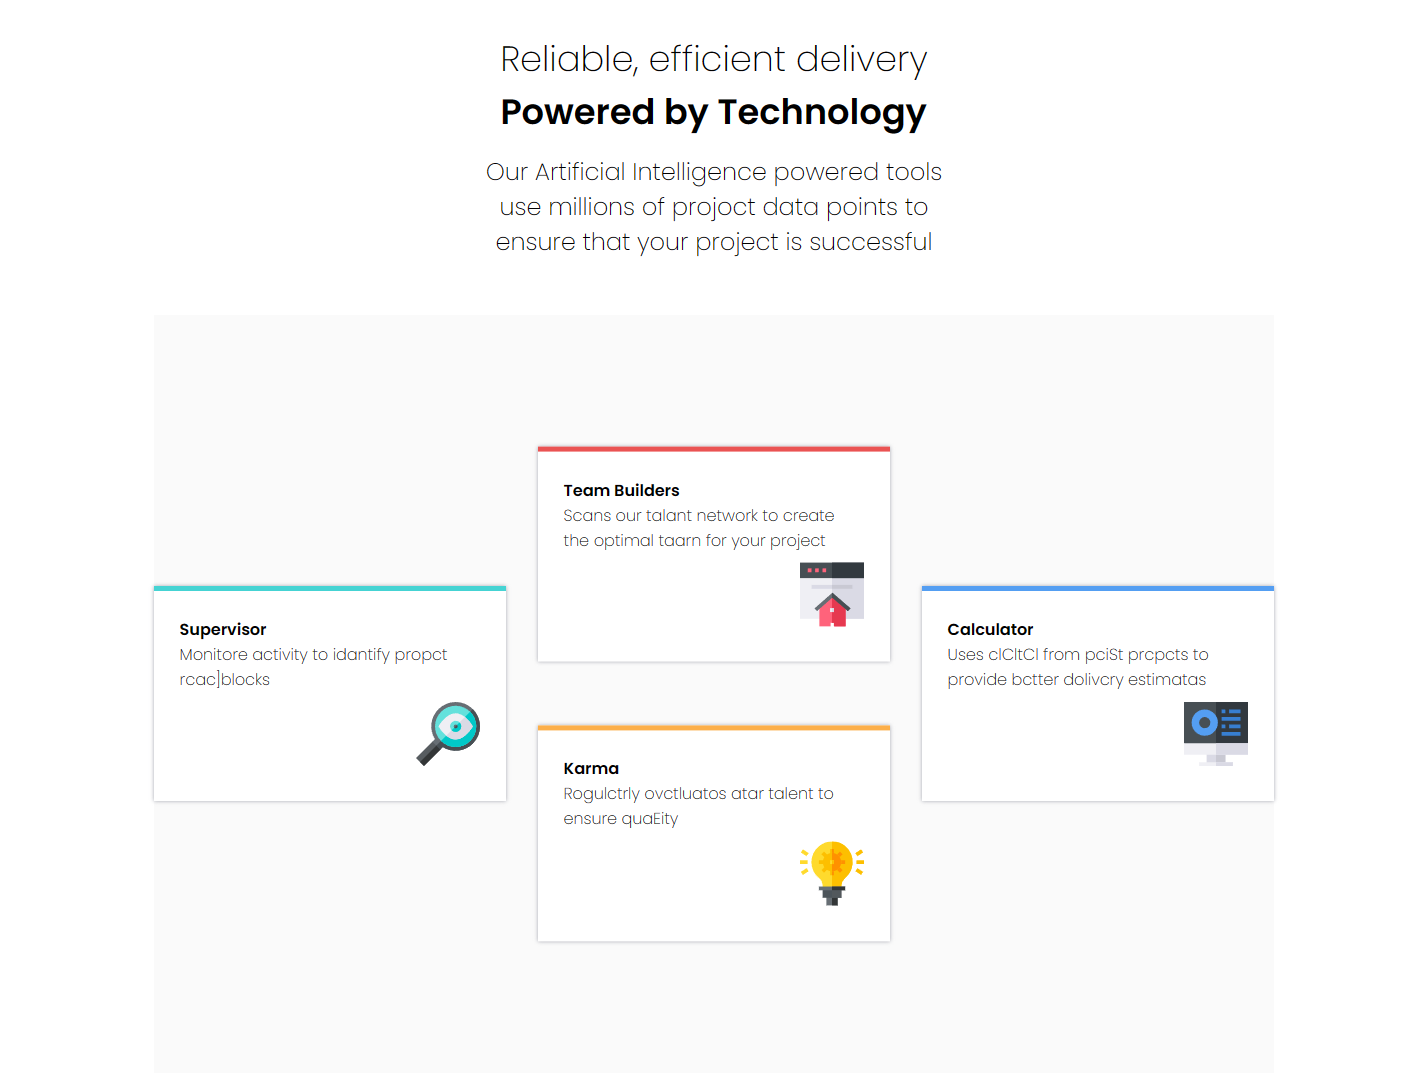 Reliable, efficient delivery
Powered by Technology
Our Artificial Intelligence powered tools
use millions of projoct data points to
ensure that your project is successful
Team Builders
Scans our talant network to create
the optimal taarn for your project
Supervisor
Monitore activity to idantify propct
rcac]blocks
Calculator
Uses clCltCl from pciSt prcpcts to
provide bctter dolivcry estimatas
Karma
Rogulctrly ovctluatos atar talent to
ensure quaEity